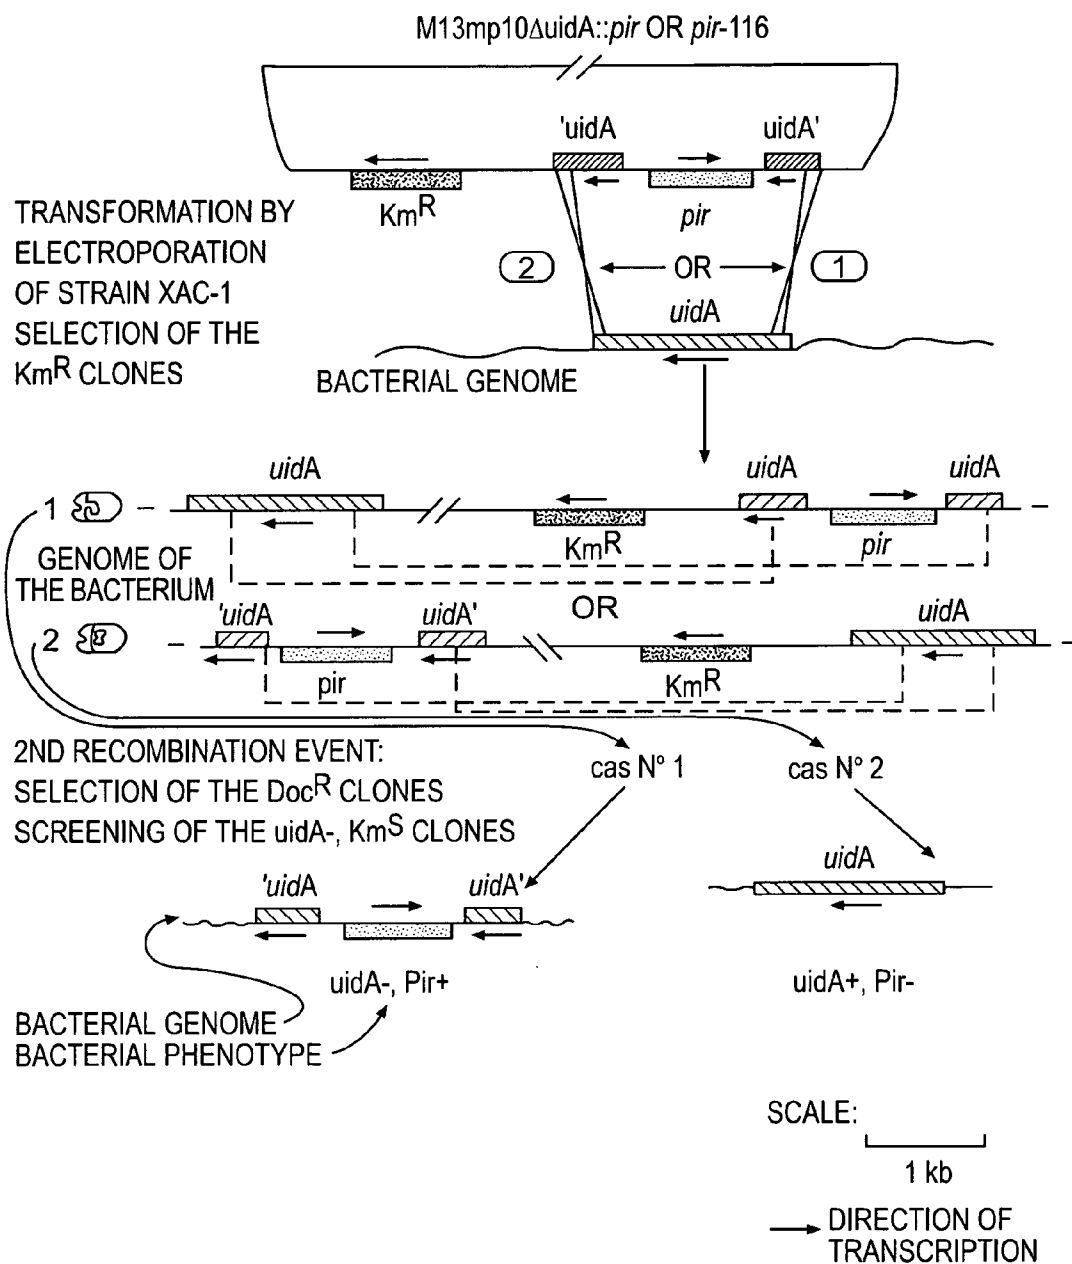 M13mp10ΔuidA::pir OR pir-116
'uidA
uidA'
KmR
pir
TRANSFORMATION BY
ELECTROPORATION
OF STRAIN XAC-1
SELECTION OF THE
KmR CLONES
2
OR
1
uidA
BACTERIAL GENOME
uidA
uidA
uidA
1
KmR
pir
GENOME OF
THE BACTERIUM
OR
'uidA
uidA'
uidA
2
pir
KmR
2ND RECOMBINATION EVENT:
SELECTION OF THE DocR CLONES
SCREENING OF THE uidA-, KmS CLONES
cas N° 1
cas N° 2
'uidA
uidA'
uidA
uidA-, Pir+
uidA+, Pir-
BACTERIAL GENOME
BACTERIAL PHENOTYPE
SCALE:
1 kb
DIRECTION OF
TRANSCRIPTION